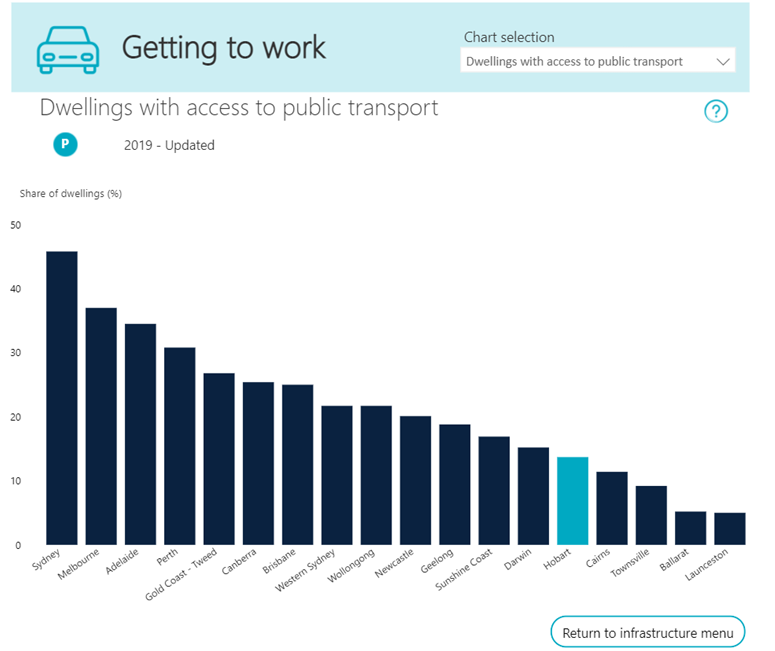 Getting to work
Chart selection
Dwellings with access to public transport
Dwellings with access to public transport
?
P
2019 - Updated
Share of dwellings (%)
50
40
30
20
10
0
Sydney
Melbourne
Adelaide
Perth
Gold Coast - Tweed
Canberra
Brisbane
Western Sydney
Wollongong
Newcastle
Geelong
Sunshine Coast
Darwin
Hobart
Cairns
Townsville
Ballarat
Launceston
Return to infrastructure menu